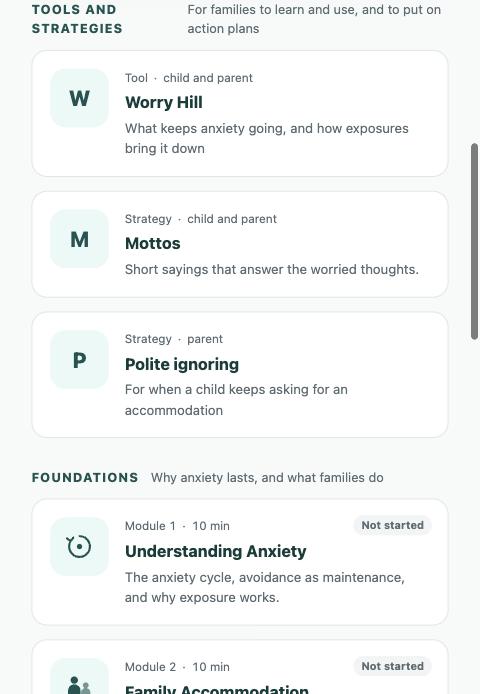 TOOLS AND
STRATEGIES
For families to learn and use, and to put on
action plans
W
Tool · child and parent
Worry Hill
What keeps anxiety going, and how exposures
bring it down
M
Strategy · child and parent
Mottos
Short sayings that answer the worried thoughts.
P
Strategy · parent
Polite ignoring
For when a child keeps asking for an
accommodation
FOUNDATIONS Why anxiety lasts, and what families do
Module 1 · 10 min
Not started
Understanding Anxiety
The anxiety cycle, avoidance as maintenance,
and why exposure works.
Module 2 · 10 min
Not started
Family Accommodation